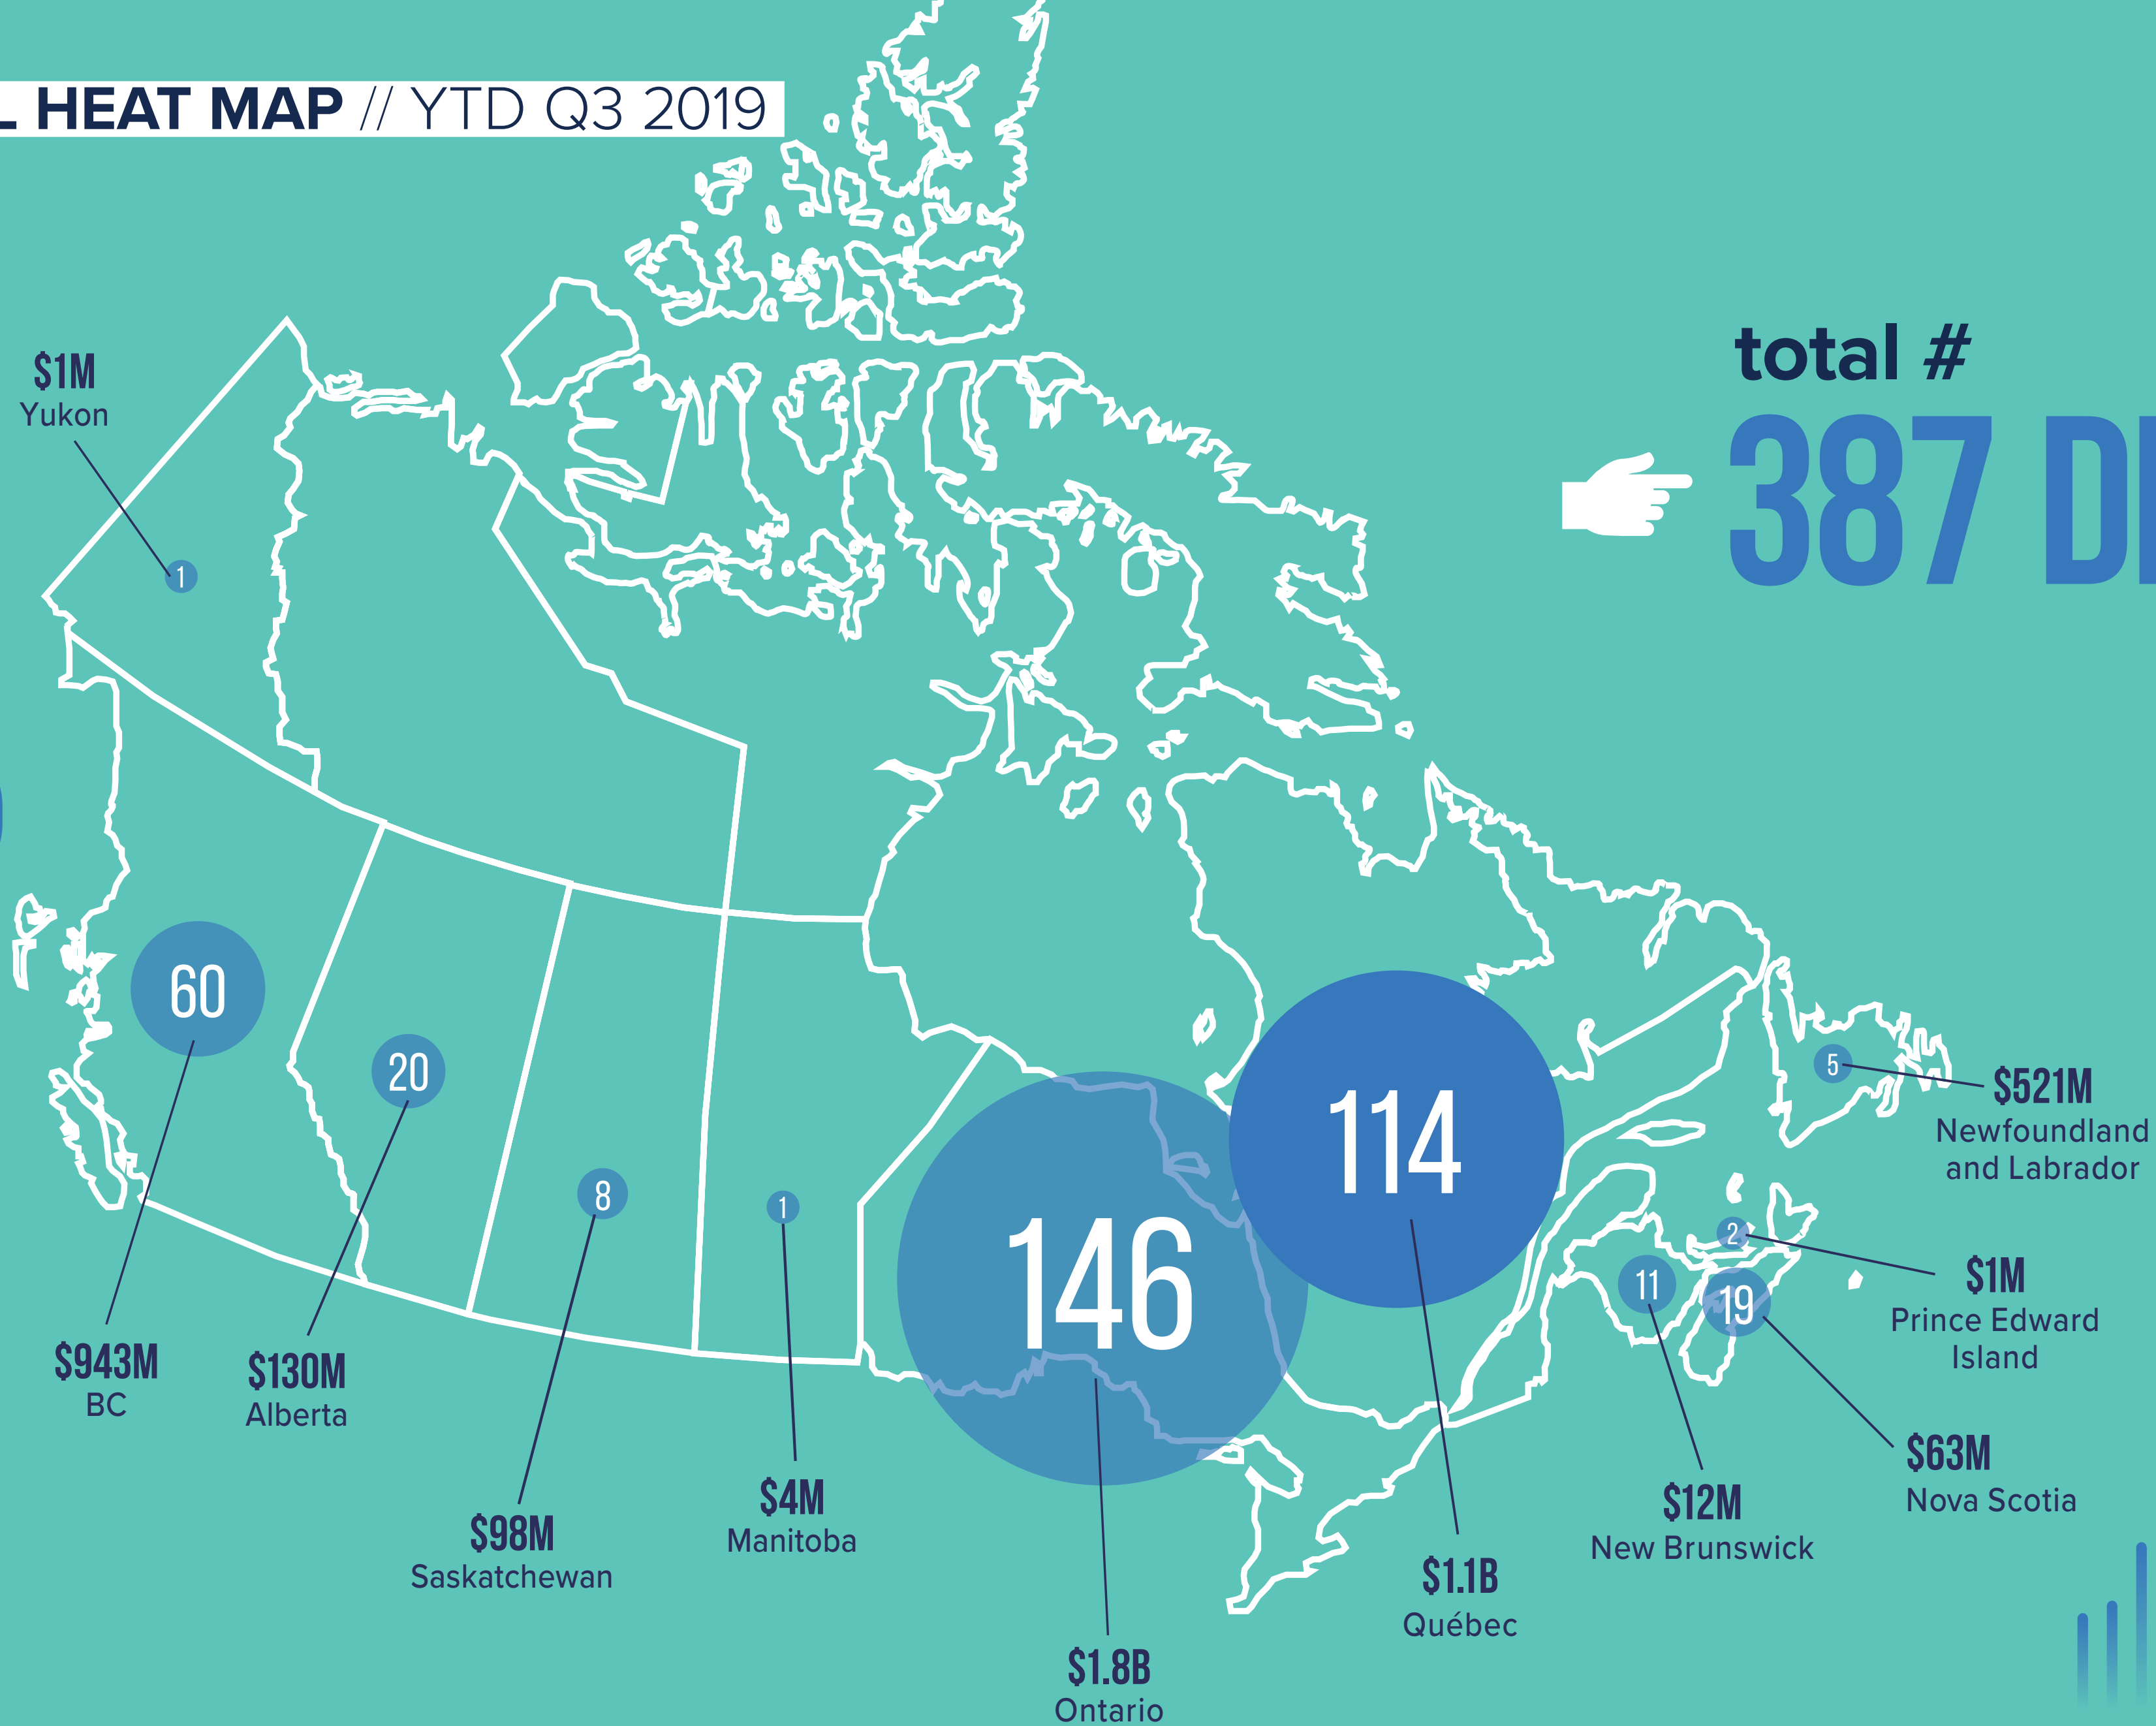 HEAT MAP // YTD Q3 2019
total #
387
$1M
Yukon
1
60
20
8
1
146
114
5
2
11
19
$521M
Newfoundland
and Labrador
$1M
Prince Edward
Island
$63M
Nova Scotia
$12M
New Brunswick
$1.1B
Québec
$1.8B
Ontario
$4M
Manitoba
$98M
Saskatchewan
$130M
Alberta
$943M
BC